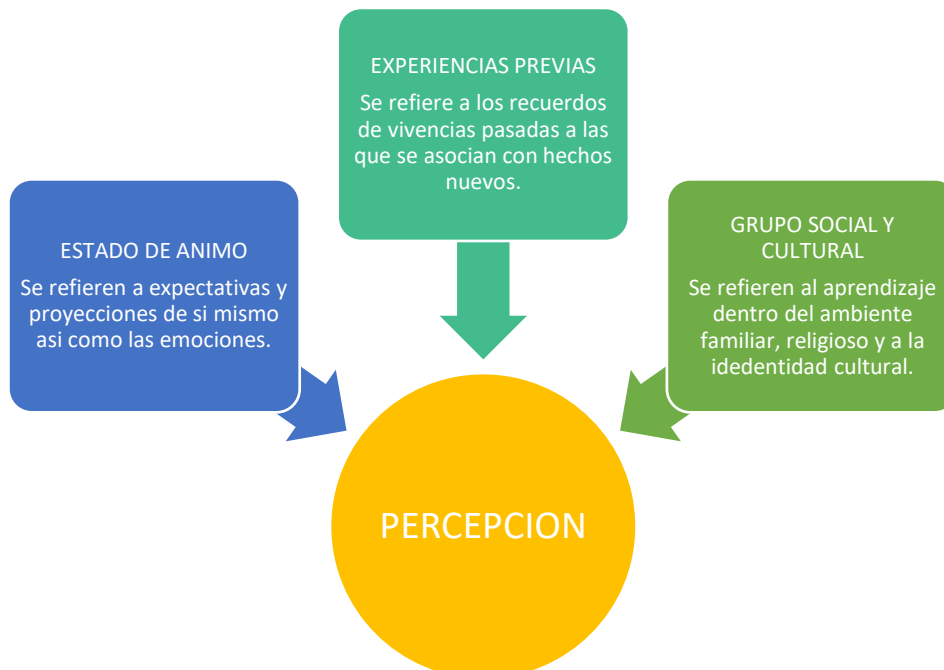 EXPERIENCIAS PREVIAS
Se refiere a los recuerdos
de vivencias pasadas a las
que se asocian con hechos
nuevos.
ESTADO DE ANIMO
Se refieren a expectativas y
proyecciones de si mismo
asi como las emociones.
GRUPO SOCIAL Y
CULTURAL
Se refieren al aprendizaje
dentro del ambiente
familiar, religioso y a la
idedentidad cultural.
PERCEPCION